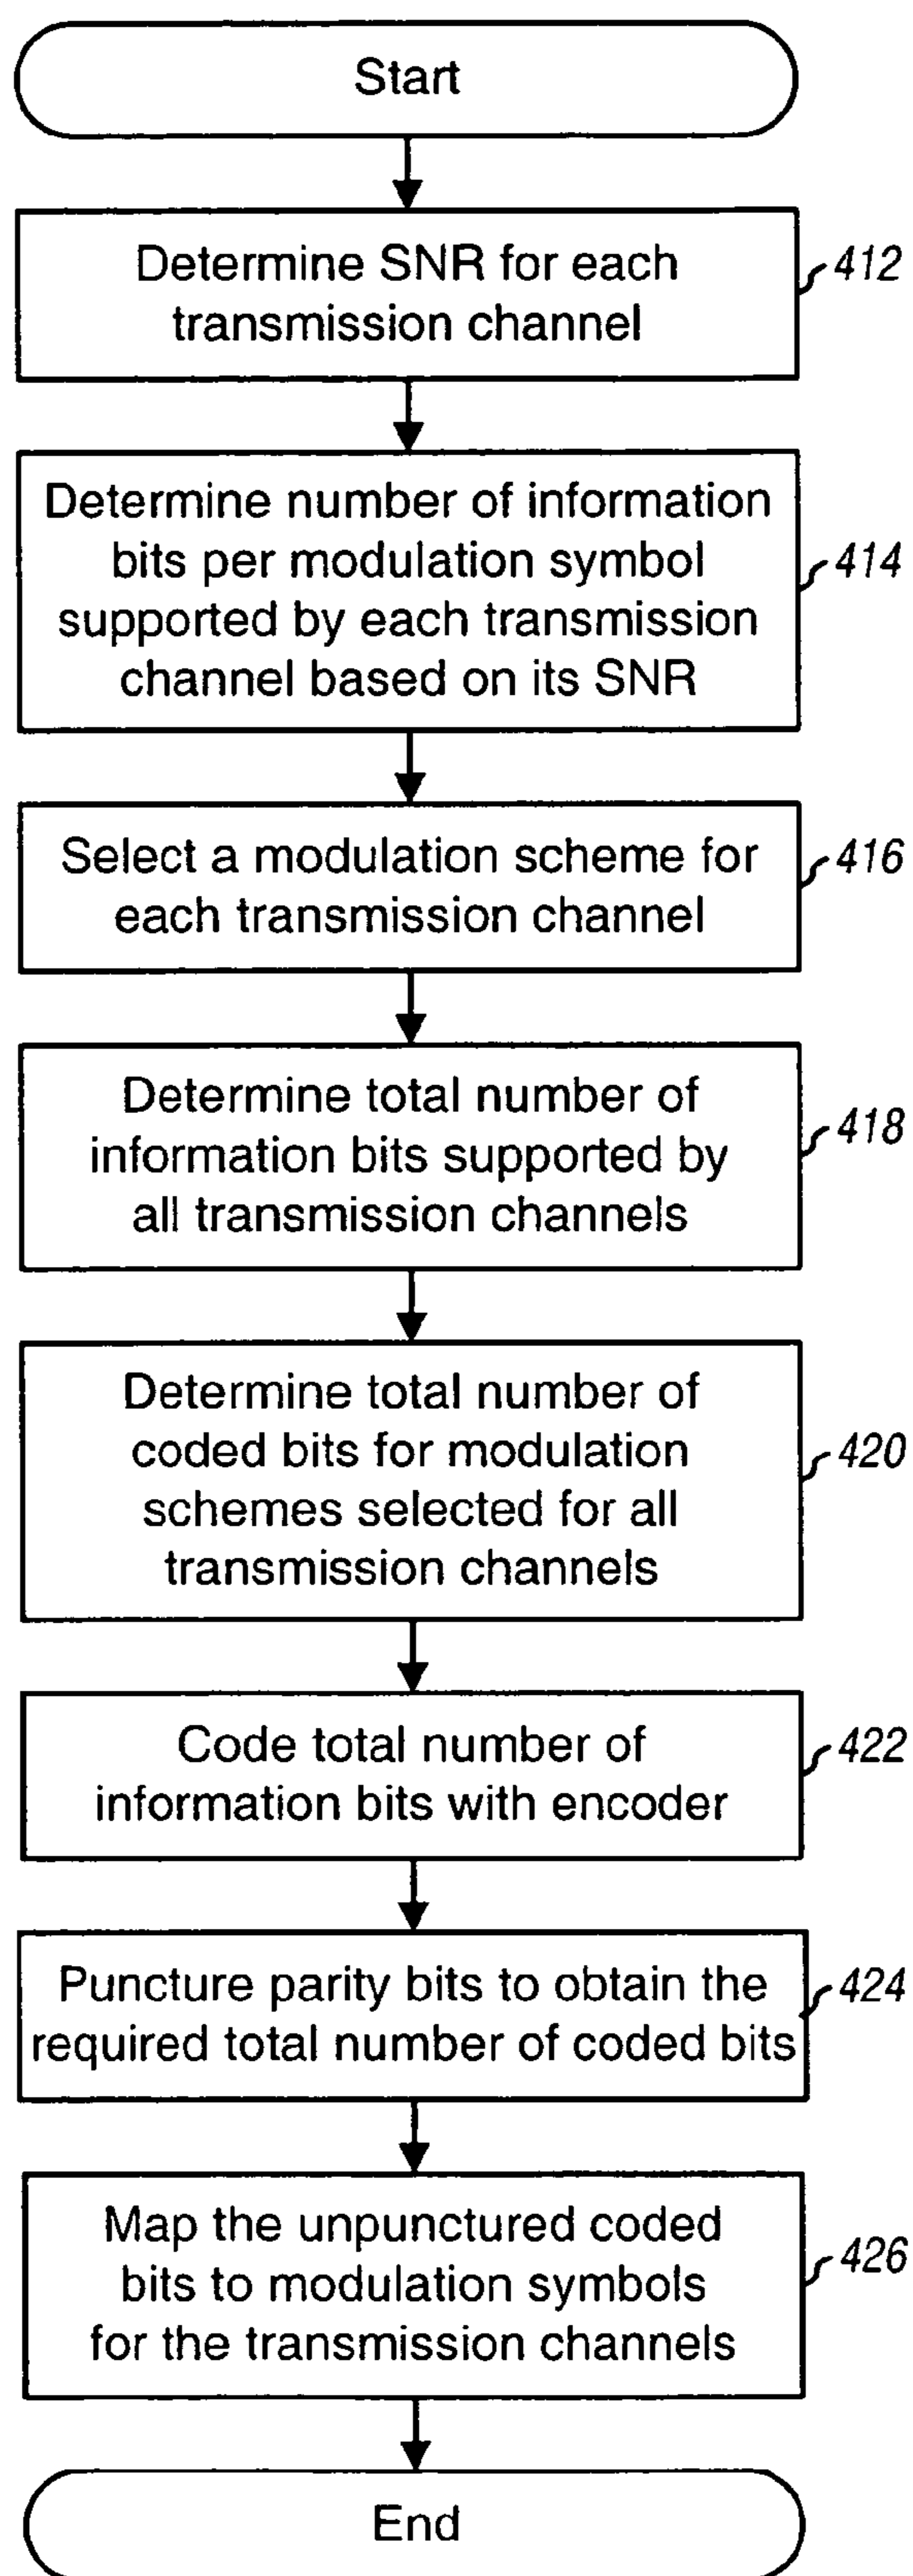 Start
Determine SNR for each
transmission channel
412
Determine number of information
bits per modulation symbol
supported by each transmission
channel based on its SNR
414
Select a modulation scheme for
each transmission channel
416
Determine total number of
information bits supported by
all transmission channels
418
Determine total number of
coded bits for modulation
schemes selected for all
transmission channels
420
Code total number of
information bits with encoder
422
Puncture parity bits to obtain the
required total number of coded bits
424
Map the unpunctured coded
bits to modulation symbols
for the transmission channels
426
End